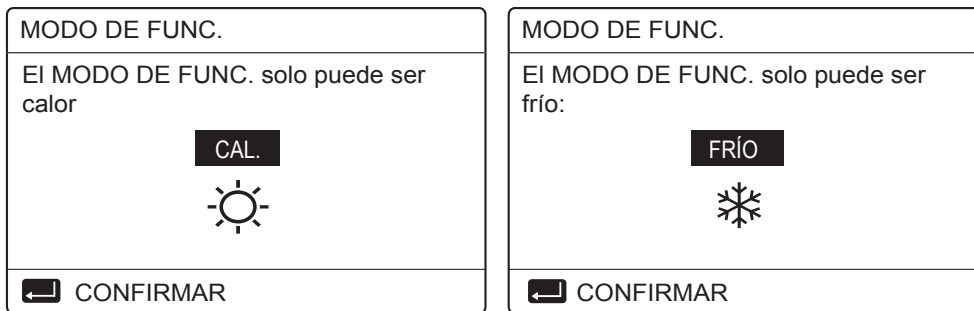 MODO DE FUNC.
El MODO DE FUNC. solo puede ser
calor
CAL.
CONFIRMAR
MODO DE FUNC.
El MODO DE FUNC. solo puede ser
frío:
FRÍO
CONFIRMAR